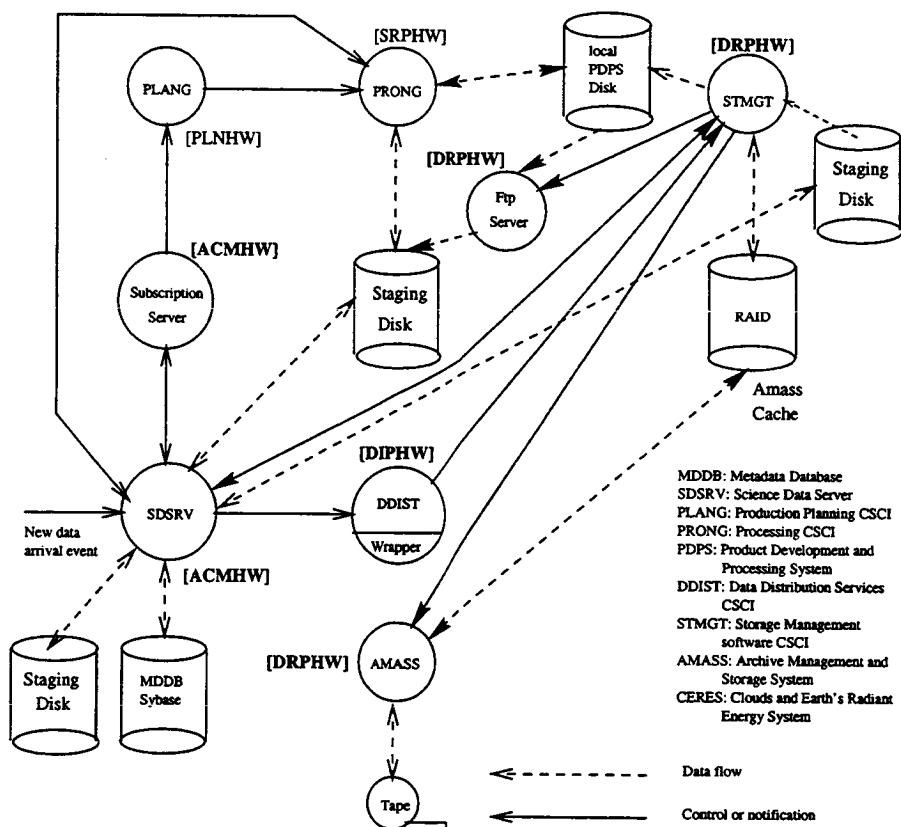 [SRPHW]
[DRPHW]
local
PDPS
Disk
PLANG
PRONG
STMGT
[PLNHW]
[DRPHW]
Staging
Disk
Ftp
Server
[ACMHW]
Subscription
Server
Staging
Disk
RAID
Amass
Cache
[DIPHW]
DDIST
Wrapper
SDSRV
New data
arrival event
[ACMHW]
MDDB: Metadata Database
SDSRV: Science Data Server
PLANG: Production Planning CSCI
PRONG: Processing CSCI
PDPS: Product Development and
Processing System
DDIST: Data Distribution Services
CSCI
STMGT: Storage Management
software CSCI
AMASS: Archive Management and
Storage System
CERES: Clouds and Earth's Radiant
Energy System
Staging
Disk
MDDB
Sybase
[DRPHW]
AMASS
Tape
Data flow
Control or notification